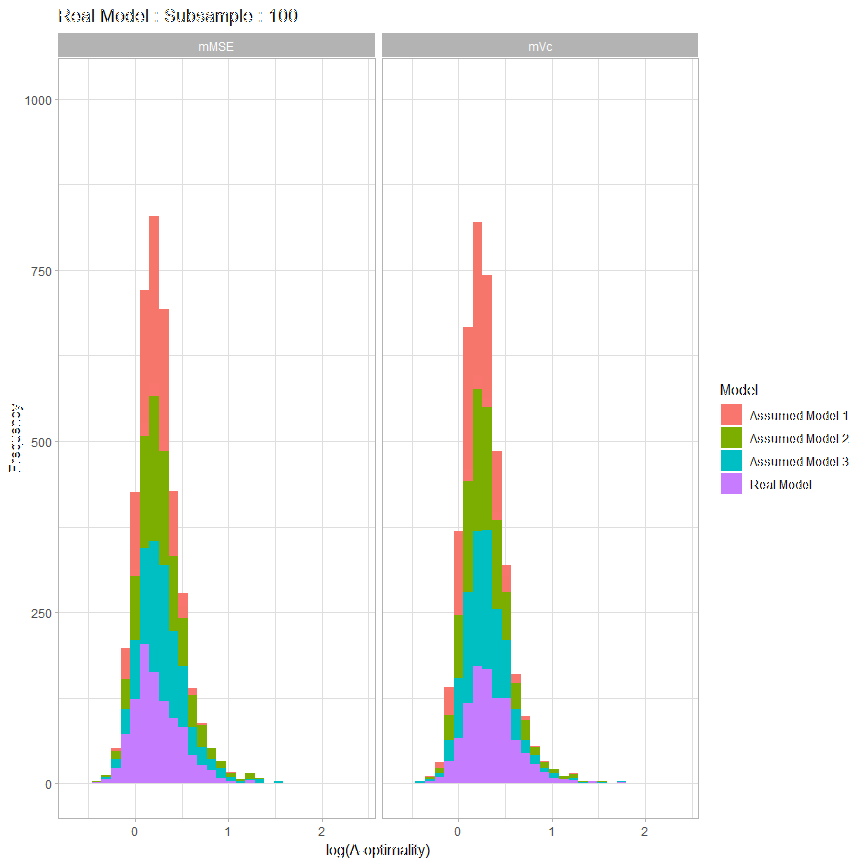 Real Model :: Subsample :: 100
mMSE
mVc
1000
750
500
250
0
Frequency
0
1
2
0
1
2
log(A-optimality)
Model
Assumed Model 1
Assumed Model 2
Assumed Model 3
Real Model